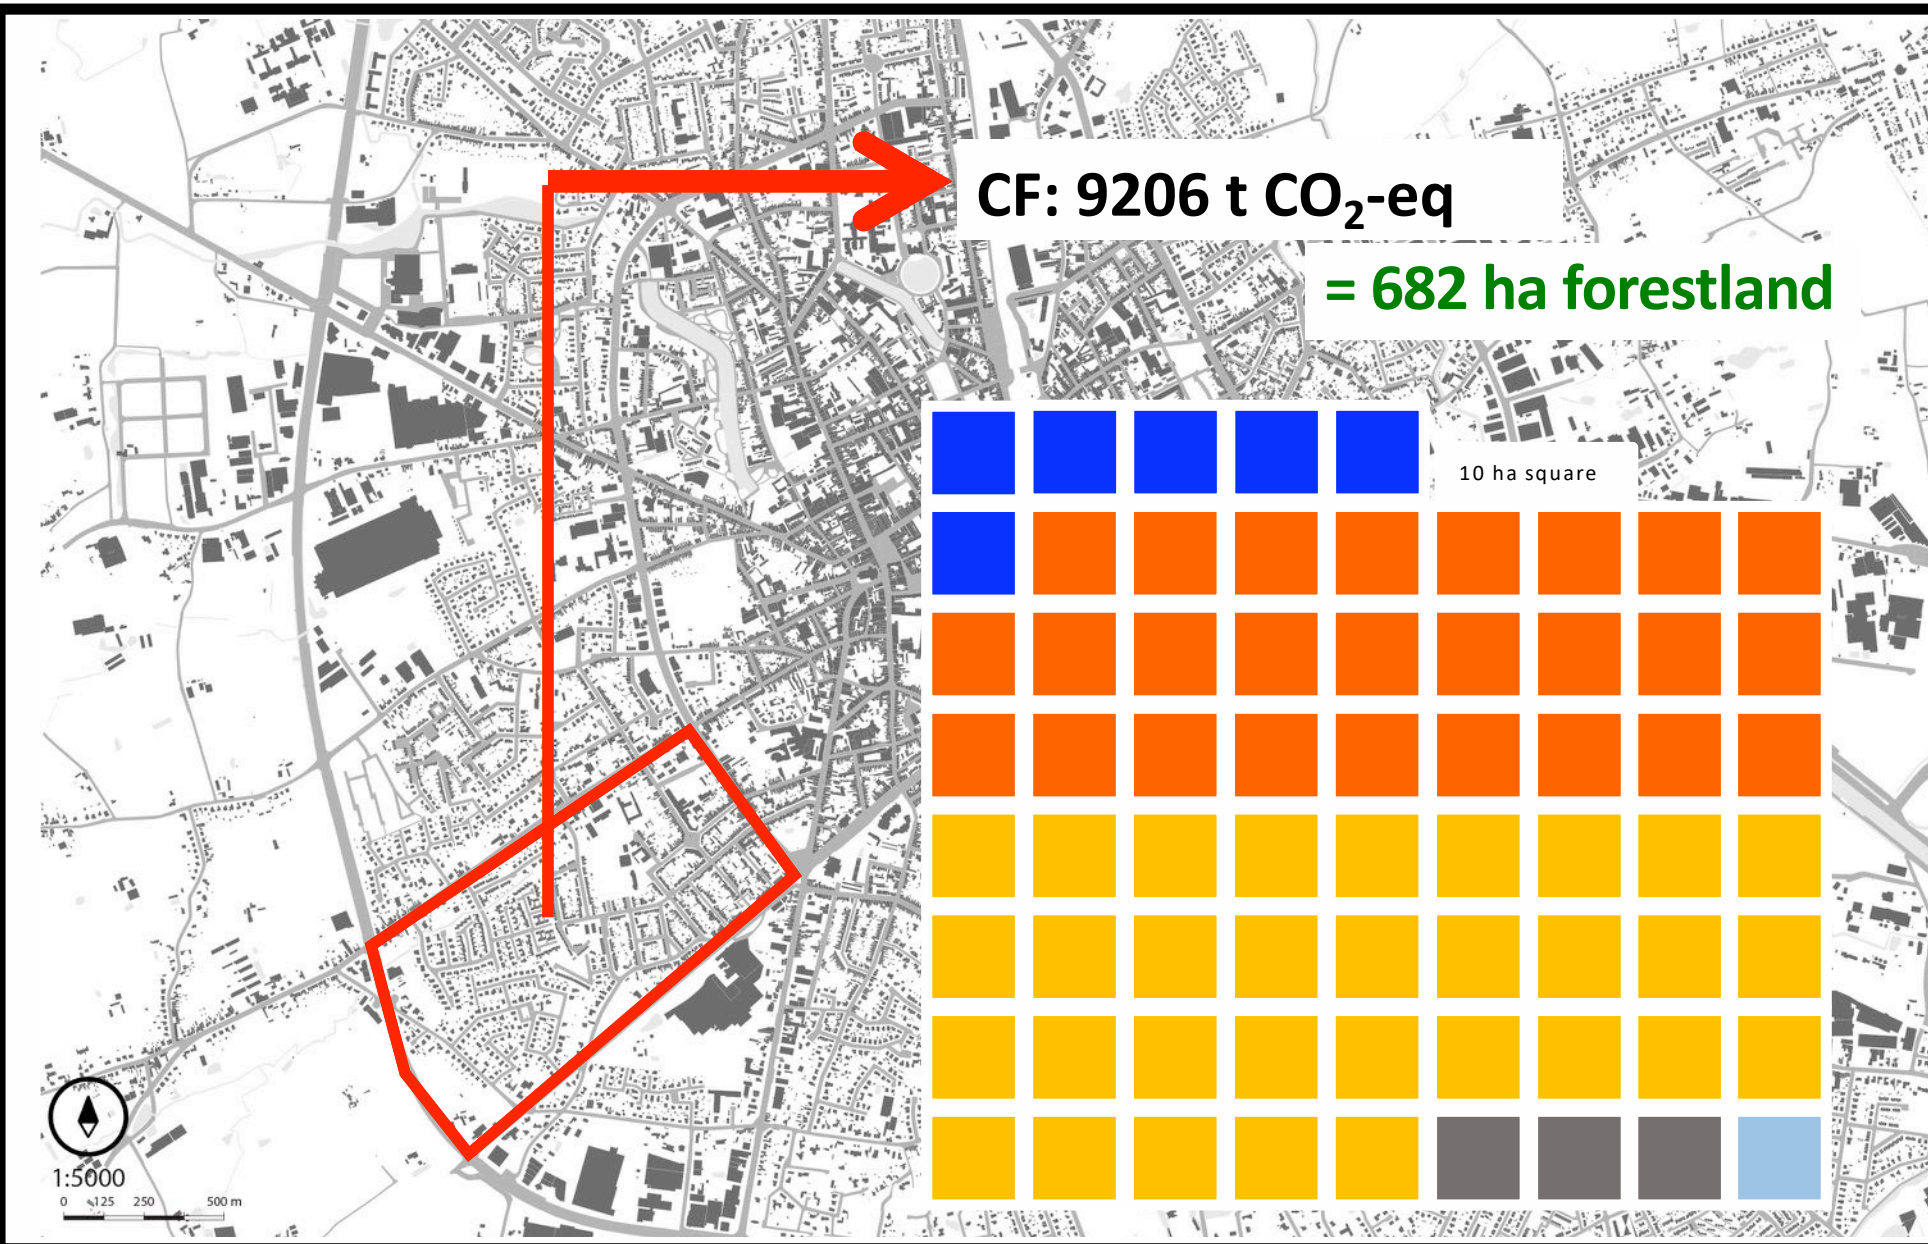 CF: 9206 t CO₂-eq
= 682 ha forestland
10 ha square
1:5000
0 125 250 500 m